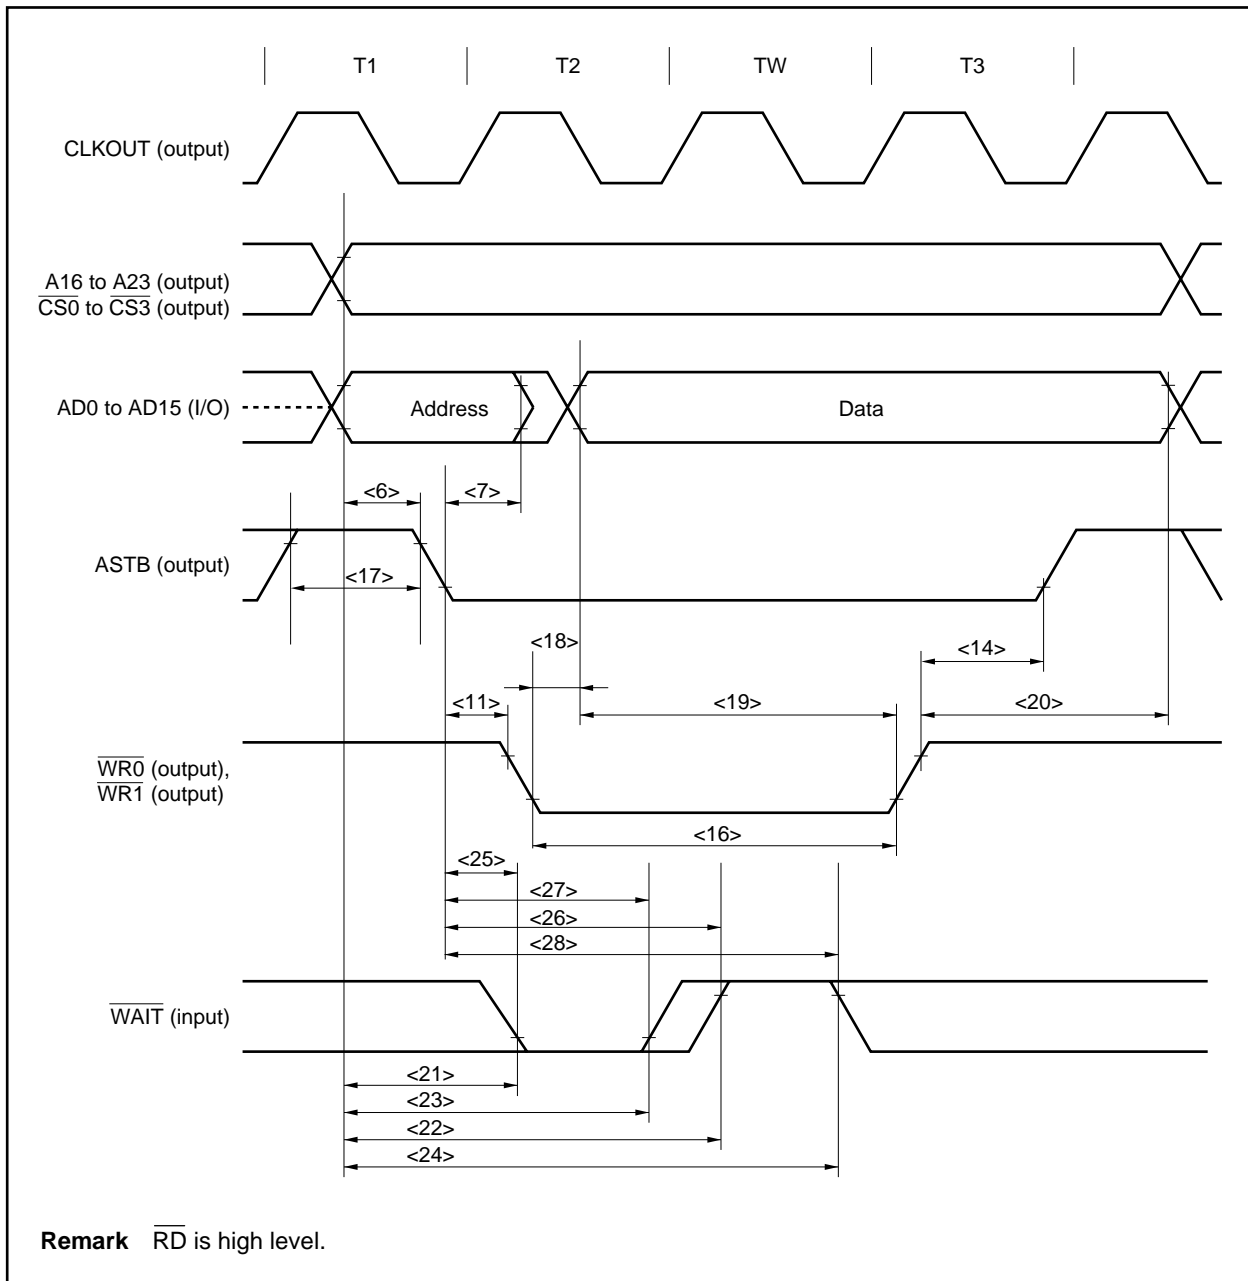 T1 T2 TW T3
CLKOUT (output)
A16 to A23 (output)
CS0 to CS3 (output)
AD0 to AD15 (I/O)
Address
Data
<6>
<7>
ASTB (output)
<17>
<18>
<14>
<11>
<19>
<20>
WR0 (output),
WR1 (output)
<16>
<25>
<27>
<26>
<28>
WAIT (input)
<21>
<23>
<22>
<24>
Remark RD is high level.